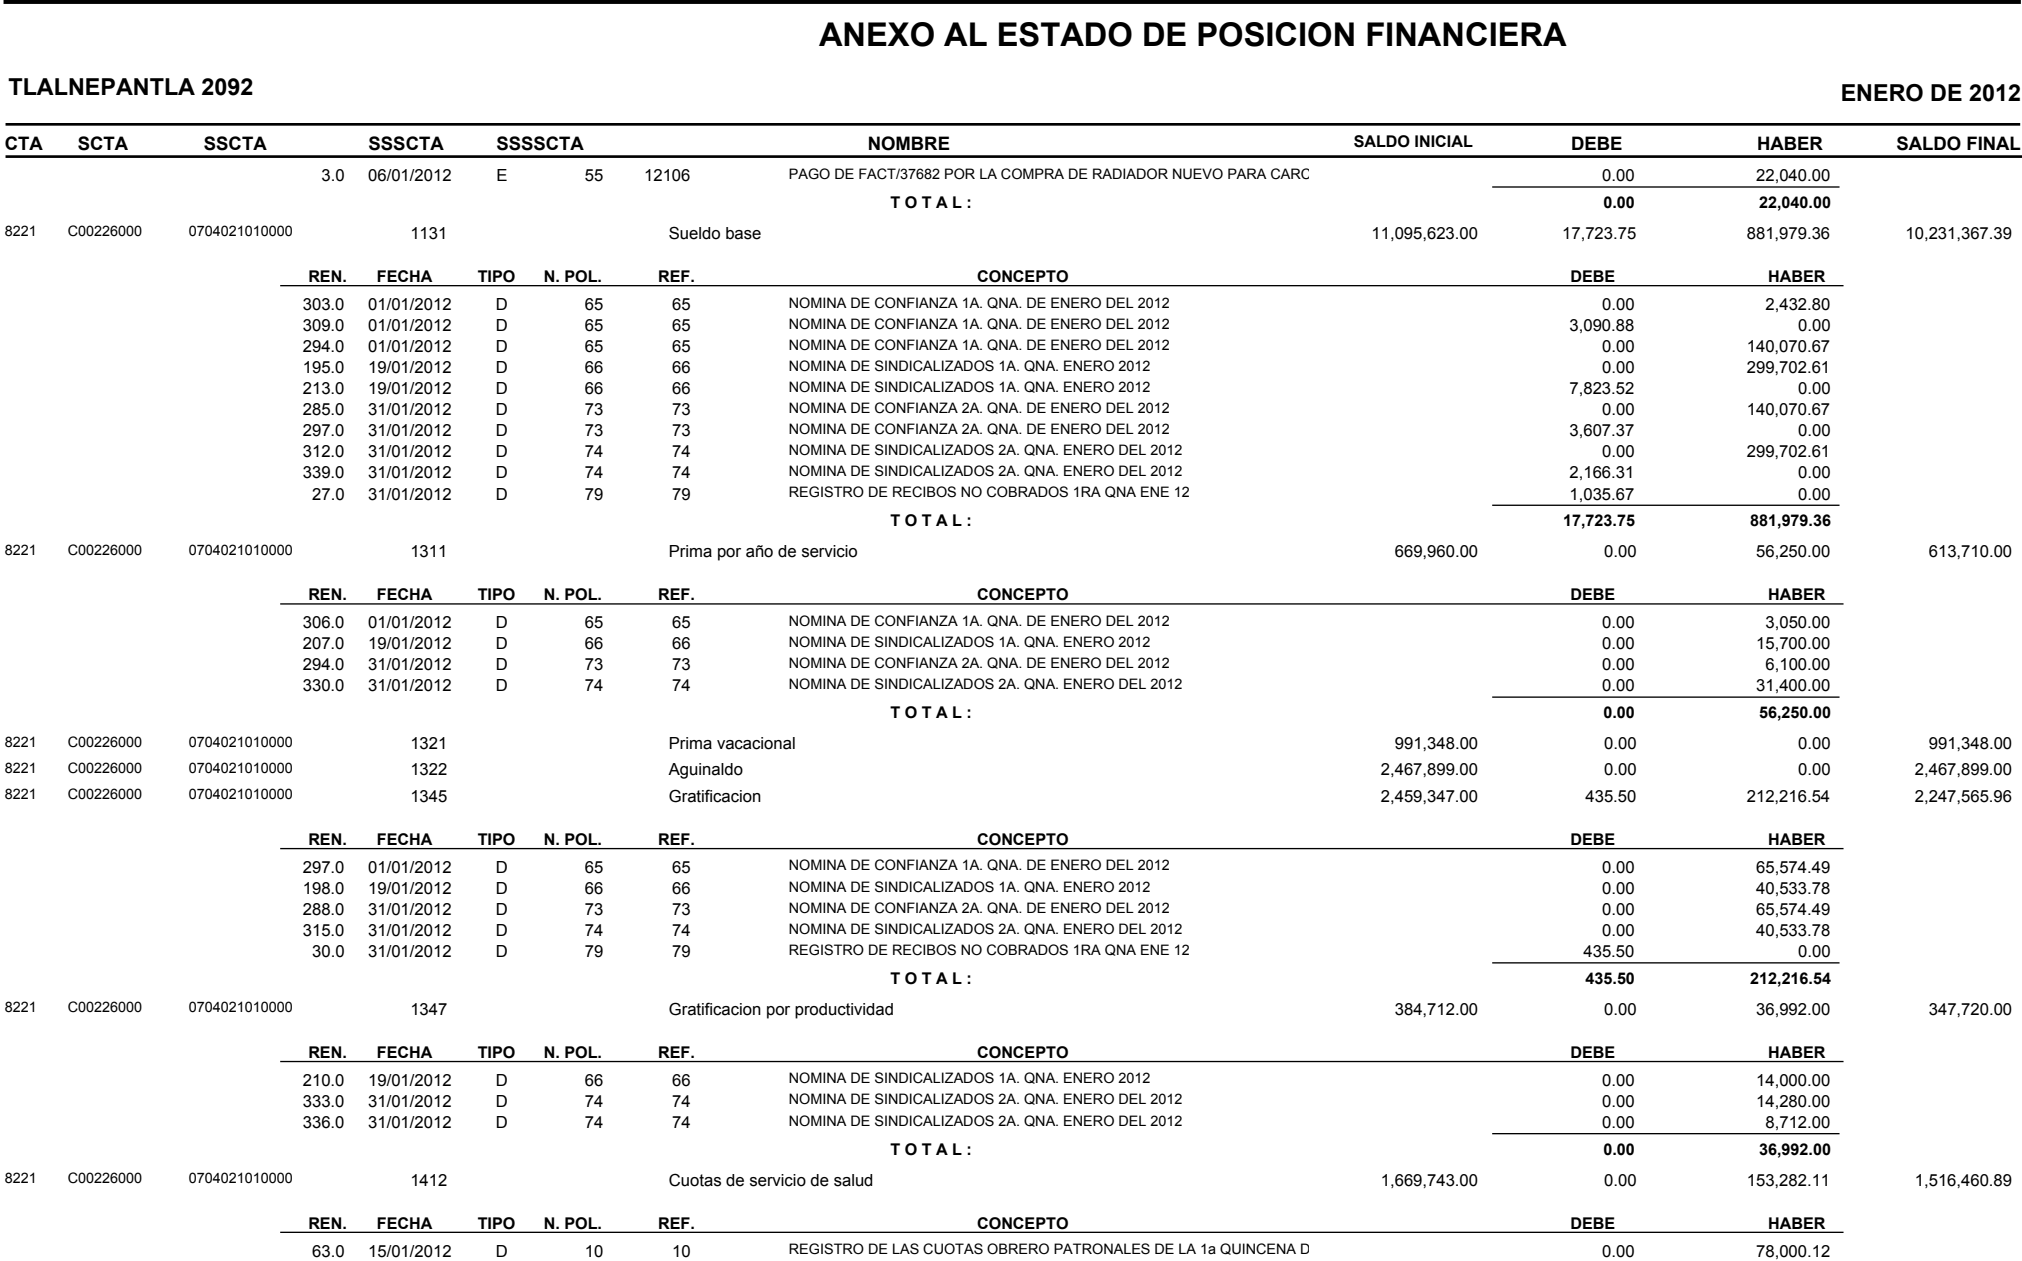 ANEXO AL ESTADO DE POSICION FINANCIERA
TLALNEPANTLA 2092 ENERO DE 2012
CTA SCTA SSCTA SSSCTA SSSSCTA NOMBRE SALDO INICIAL DEBE HABER SALDO FINAL
3.0 06/01/2012 E 55 12106 PAGO DE FACT/37682 POR LA COMPRA DE RADIADOR NUEVO PARA CARC 0.00 22,040.00
T O T A L : 0.00 22,040.00
8221 C00226000 0704021010000 1131 Sueldo base 11,095,623.00 17,723.75 881,979.36 10,231,367.39
REN. FECHA TIPO N. POL. REF. CONCEPTO DEBE HABER
303.0 01/01/2012 D 65 65 NOMINA DE CONFIANZA 1A. QNA. DE ENERO DEL 2012 0.00 2,432.80
309.0 01/01/2012 D 65 65 NOMINA DE CONFIANZA 1A. QNA. DE ENERO DEL 2012 3,090.88 0.00
294.0 01/01/2012 D 65 65 NOMINA DE CONFIANZA 1A. QNA. DE ENERO DEL 2012 0.00 140,070.67
195.0 19/01/2012 D 66 66 NOMINA DE SINDICALIZADOS 1A. QNA. ENERO 2012 0.00 299,702.61
213.0 19/01/2012 D 66 66 NOMINA DE SINDICALIZADOS 1A. QNA. ENERO 2012 7,823.52 0.00
285.0 31/01/2012 D 73 73 NOMINA DE CONFIANZA 2A. QNA. DE ENERO DEL 2012 0.00 140,070.67
297.0 31/01/2012 D 73 73 NOMINA DE CONFIANZA 2A. QNA. DE ENERO DEL 2012 3,607.37 0.00
312.0 31/01/2012 D 74 74 NOMINA DE SINDICALIZADOS 2A. QNA. ENERO DEL 2012 0.00 299,702.61
339.0 31/01/2012 D 74 74 NOMINA DE SINDICALIZADOS 2A. QNA. ENERO DEL 2012 2,166.31 0.00
27.0 31/01/2012 D 79 79 REGISTRO DE RECIBOS NO COBRADOS 1RA QNA ENE 12 1,035.67 0.00
T O T A L : 17,723.75 881,979.36
8221 C00226000 0704021010000 1311 Prima por año de servicio 669,960.00 0.00 56,250.00 613,710.00
REN. FECHA TIPO N. POL. REF. CONCEPTO DEBE HABER
306.0 01/01/2012 D 65 65 NOMINA DE CONFIANZA 1A. QNA. DE ENERO DEL 2012 0.00 3,050.00
207.0 19/01/2012 D 66 66 NOMINA DE SINDICALIZADOS 1A. QNA. ENERO 2012 0.00 15,700.00
294.0 31/01/2012 D 73 73 NOMINA DE CONFIANZA 2A. QNA. DE ENERO DEL 2012 0.00 6,100.00
330.0 31/01/2012 D 74 74 NOMINA DE SINDICALIZADOS 2A. QNA. ENERO DEL 2012 0.00 31,400.00
T O T A L : 0.00 56,250.00
8221 C00226000 0704021010000 1321 Prima vacacional 991,348.00 0.00 0.00 991,348.00
8221 C00226000 0704021010000 1322 Aguinaldo 2,467,899.00 0.00 0.00 2,467,899.00
8221 C00226000 0704021010000 1345 Gratificacion 2,459,347.00 435.50 212,216.54 2,247,565.96
REN. FECHA TIPO N. POL. REF. CONCEPTO DEBE HABER
297.0 01/01/2012 D 65 65 NOMINA DE CONFIANZA 1A. QNA. DE ENERO DEL 2012 0.00 65,574.49
198.0 19/01/2012 D 66 66 NOMINA DE SINDICALIZADOS 1A. QNA. ENERO 2012 0.00 40,533.78
288.0 31/01/2012 D 73 73 NOMINA DE CONFIANZA 2A. QNA. DE ENERO DEL 2012 0.00 65,574.49
315.0 31/01/2012 D 74 74 NOMINA DE SINDICALIZADOS 2A. QNA. ENERO DEL 2012 0.00 40,533.78
30.0 31/01/2012 D 79 79 REGISTRO DE RECIBOS NO COBRADOS 1RA QNA ENE 12 435.50 0.00
T O T A L : 435.50 212,216.54
8221 C00226000 0704021010000 1347 Gratificacion por productividad 384,712.00 0.00 36,992.00 347,720.00
REN. FECHA TIPO N. POL. REF. CONCEPTO DEBE HABER
210.0 19/01/2012 D 66 66 NOMINA DE SINDICALIZADOS 1A. QNA. ENERO 2012 0.00 14,000.00
333.0 31/01/2012 D 74 74 NOMINA DE SINDICALIZADOS 2A. QNA. ENERO DEL 2012 0.00 14,280.00
336.0 31/01/2012 D 74 74 NOMINA DE SINDICALIZADOS 2A. QNA. ENERO DEL 2012 0.00 8,712.00
T O T A L : 0.00 36,992.00
8221 C00226000 0704021010000 1412 Cuotas de servicio de salud 1,669,743.00 0.00 153,282.11 1,516,460.89
REN. FECHA TIPO N. POL. REF. CONCEPTO DEBE HABER
63.0 15/01/2012 D 10 10 REGISTRO DE LAS CUOTAS OBRERO PATRONALES DE LA 1a QUINCENA D 0.00 78,000.12